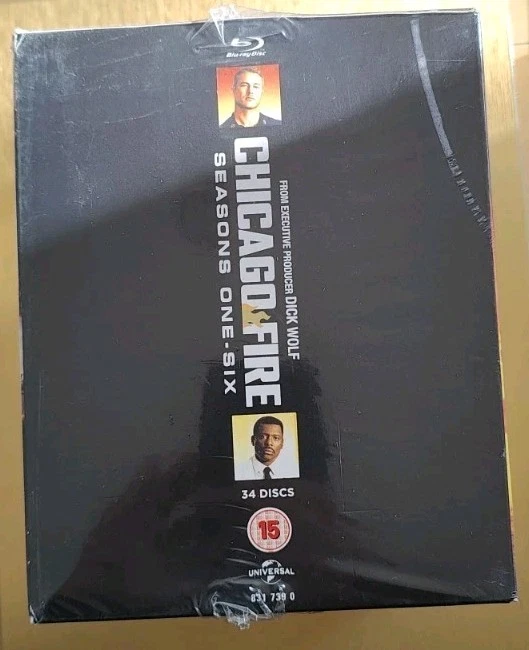 Blu-ray Disc
FROM EXECUTIVE PRODUCER DICK WOLF
CHICAGO FIRE
SEASONS ONE-SIX
34 DISCS
15
UNIVERSAL
831 739 0